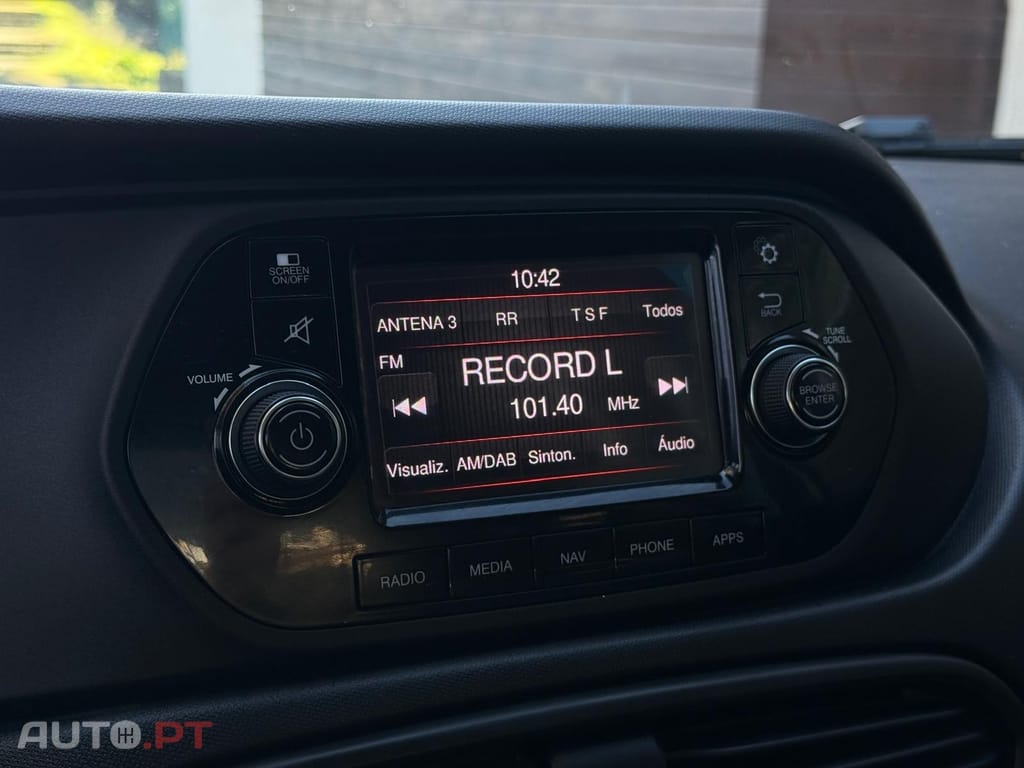 SCREEN
ON/OFF
VOLUME
10:42
ANTENA 3 RR TSF Todos
FM
RECORD L
101.40 MHz
Visualiz. AM/DAB Sinton. Info Áudio
BACK
TUNE
SCROLL
BROWSE
ENTER
RADIO MEDIA NAV PHONE APPS
AUTO.PT